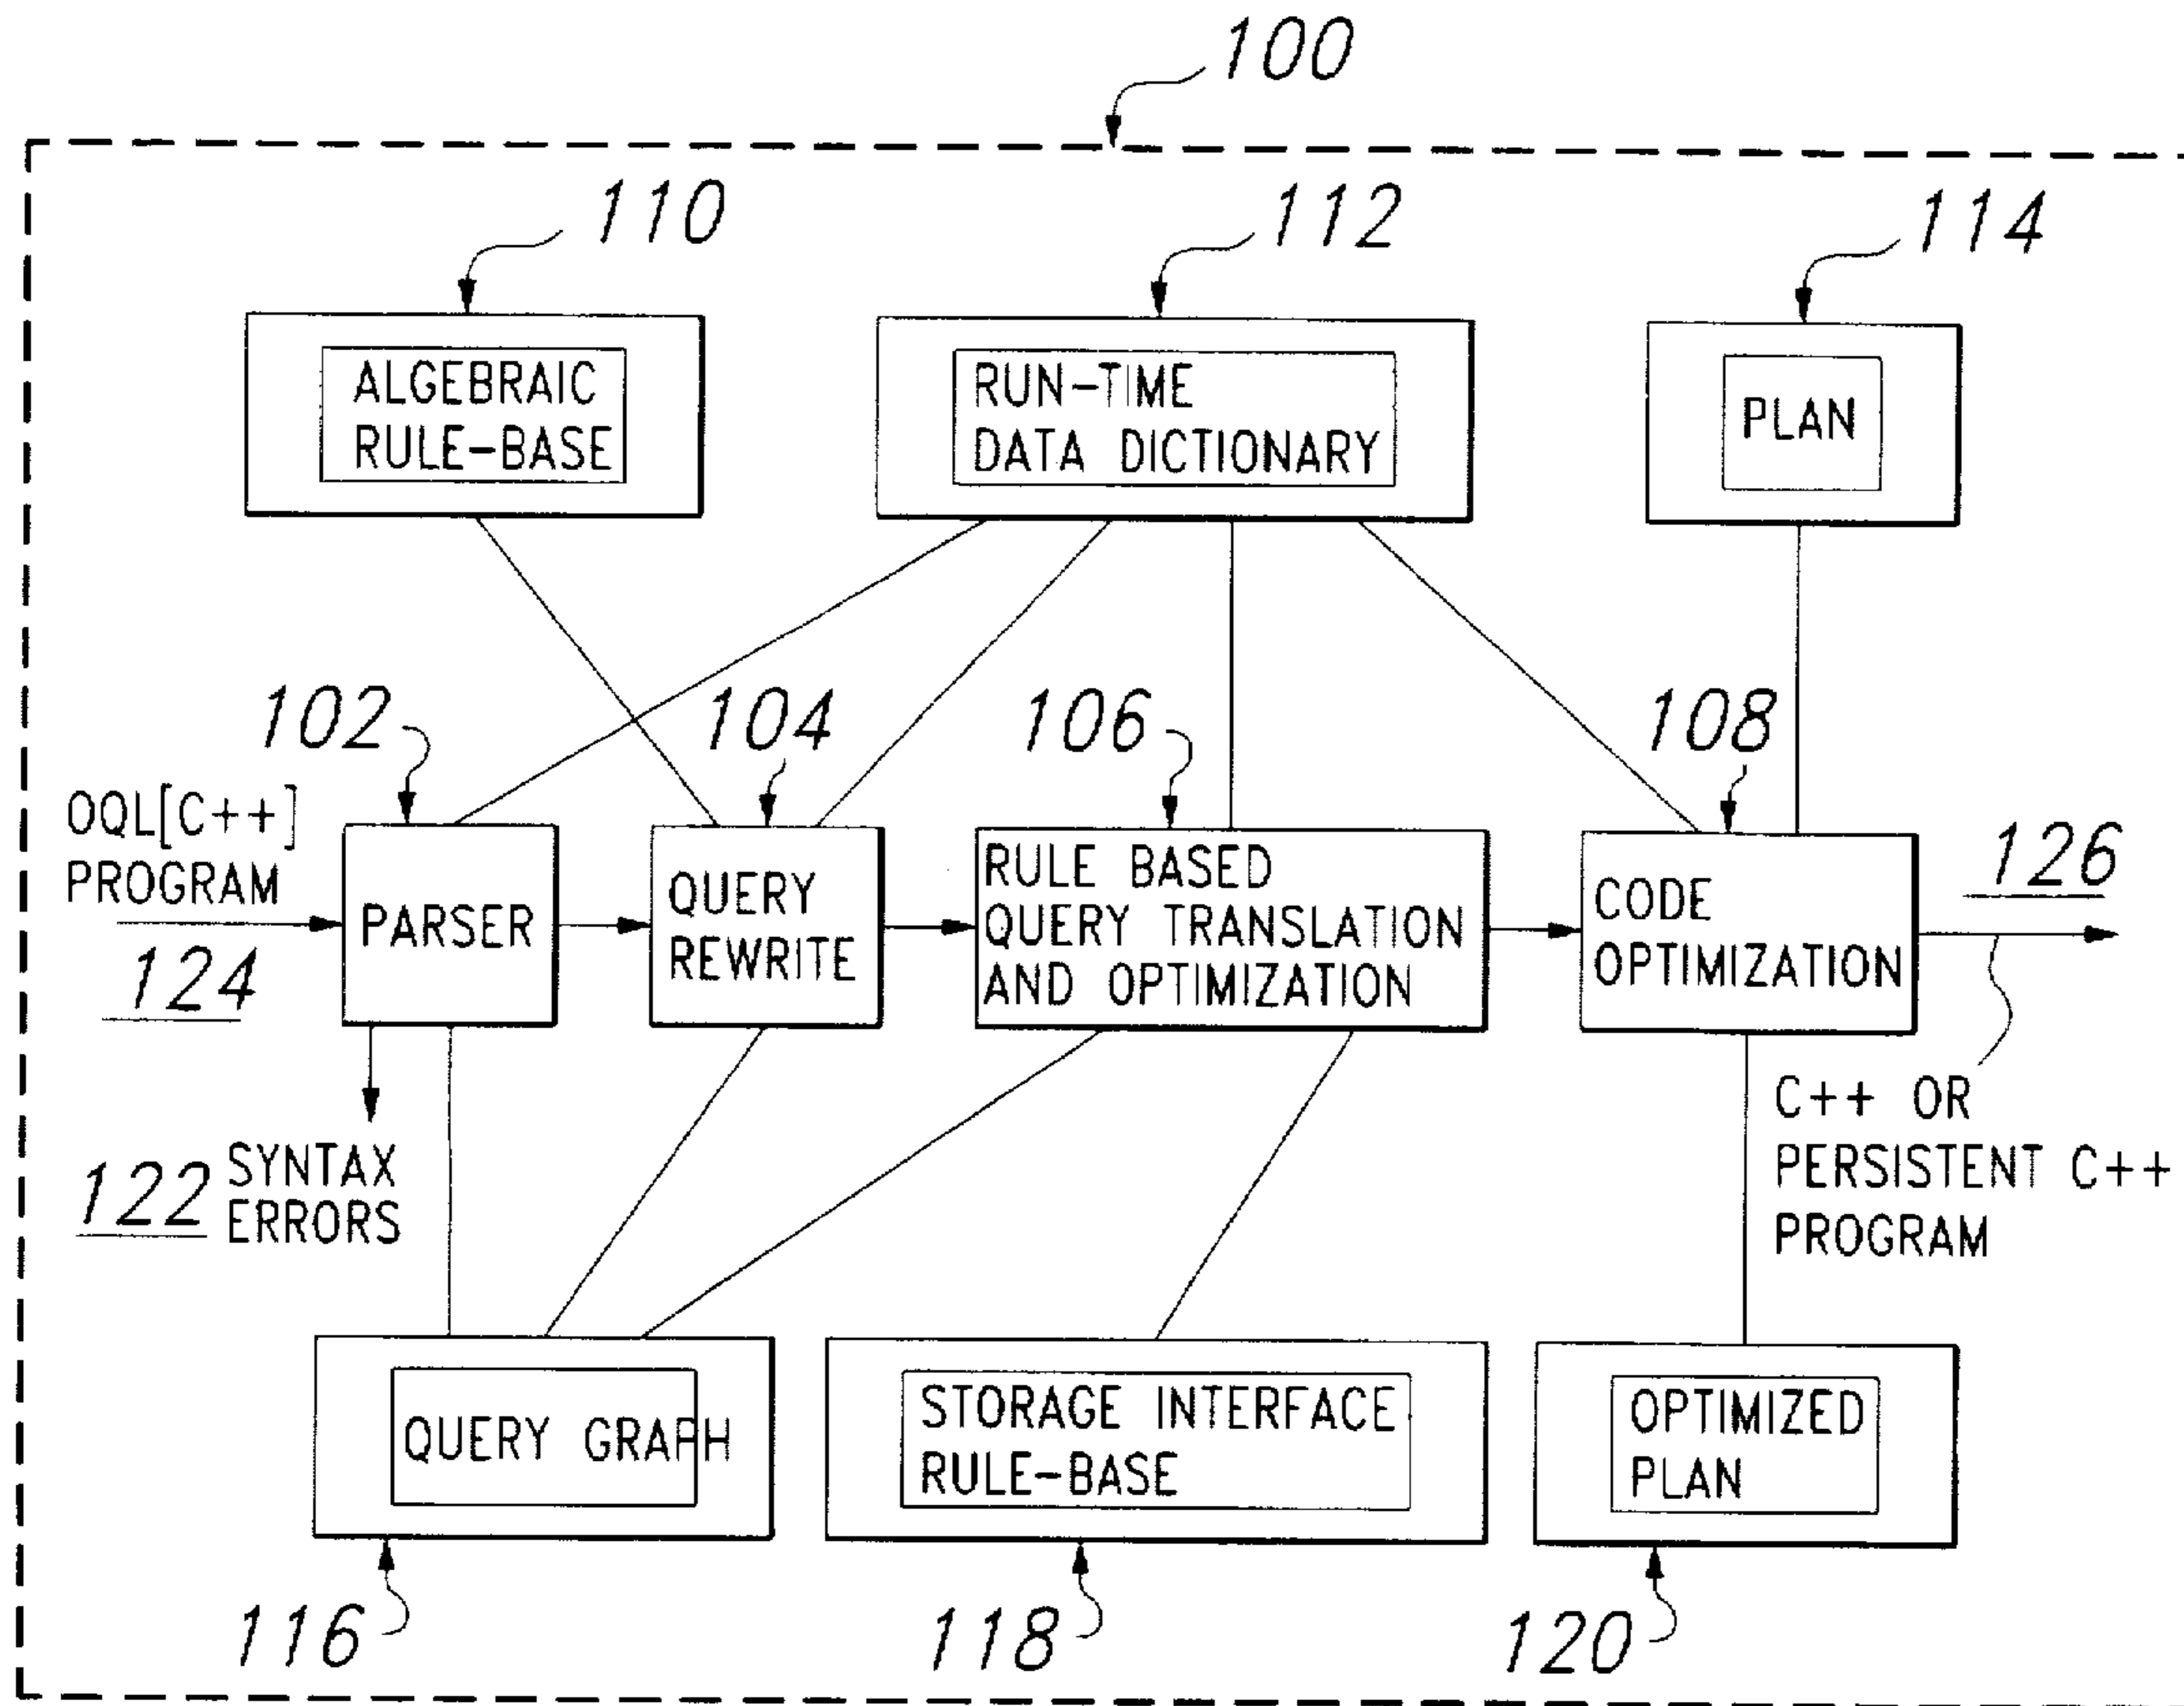 100
110
112
114
ALGEBRAIC
RULE-BASE
RUN-TIME
DATA DICTIONARY
PLAN
102
104
106
108
OQL[C++]
PROGRAM
124
PARSER
QUERY
REWRITE
RULE BASED
QUERY TRANSLATION
AND OPTIMIZATION
CODE
OPTIMIZATION
126
122
SYNTAX
ERRORS
C++ OR
PERSISTENT C++
PROGRAM
QUERY GRAPH
STORAGE INTERFACE
RULE-BASE
OPTIMIZED
PLAN
116
118
120